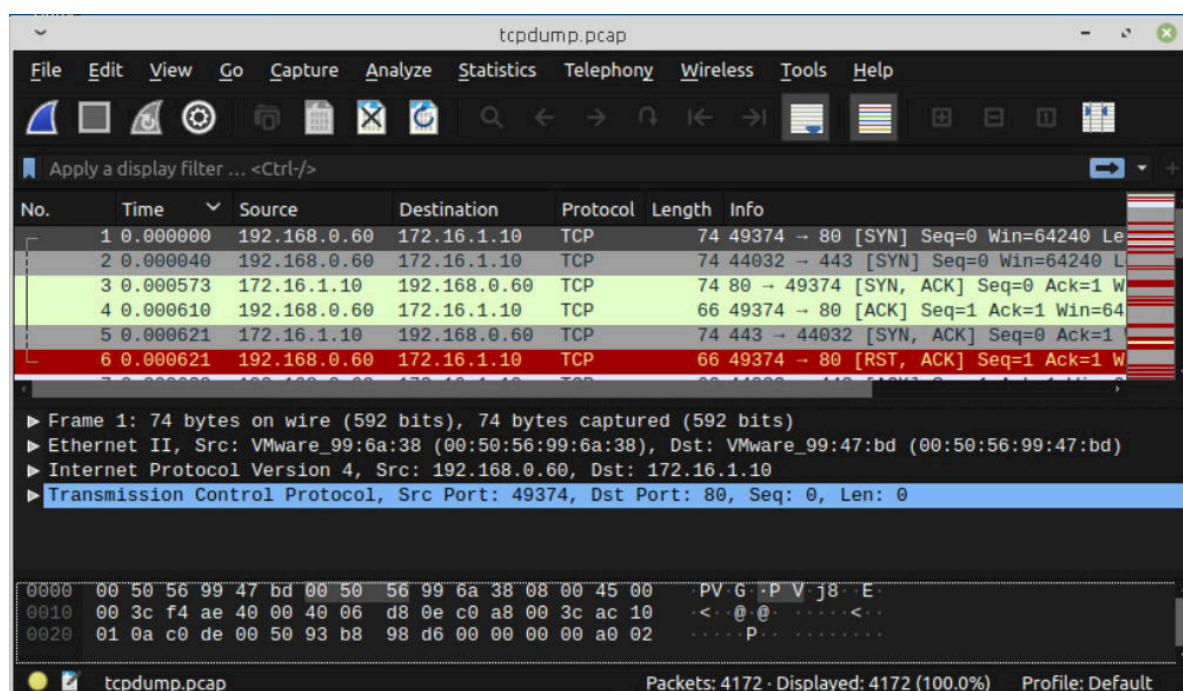 tcpdump.pcap
File Edit View Go Capture Analyze Statistics Telephony Wireless Tools Help
Apply a display filter ... <Ctrl-/>
No. Time Source Destination Protocol Length Info
1 0.000000 192.168.0.60 172.16.1.10 TCP 74 49374 → 80 [SYN] Seq=0 Win=64240 Le
2 0.000040 192.168.0.60 172.16.1.10 TCP 74 44032 → 443 [SYN] Seq=0 Win=64240 L
3 0.000573 172.16.1.10 192.168.0.60 TCP 74 80 → 49374 [SYN, ACK] Seq=0 Ack=1 W
4 0.000610 192.168.0.60 172.16.1.10 TCP 66 49374 → 80 [ACK] Seq=1 Ack=1 Win=64
5 0.000621 172.16.1.10 192.168.0.60 TCP 74 443 → 44032 [SYN, ACK] Seq=0 Ack=1
6 0.000621 192.168.0.60 172.16.1.10 TCP 66 49374 → 80 [RST, ACK] Seq=1 Ack=1 W
Frame 1: 74 bytes on wire (592 bits), 74 bytes captured (592 bits)
Ethernet II, Src: VMware_99:6a:38 (00:50:56:99:6a:38), Dst: VMware_99:47:bd (00:50:56:99:47:bd)
Internet Protocol Version 4, Src: 192.168.0.60, Dst: 172.16.1.10
Transmission Control Protocol, Src Port: 49374, Dst Port: 80, Seq: 0, Len: 0
0000 00 50 56 99 47 bd 00 50 56 99 6a 38 08 00 45 00 ·PV·G··P V·j8··E·
0010 00 3c f4 ae 40 00 40 06 d8 0e c0 a8 00 3c ac 10 ·<··@·@· ·····<··
0020 01 0a c0 de 00 50 93 b8 98 d6 00 00 00 00 a0 02 ·····P·· ········
tcpdump.pcap Packets: 4172 · Displayed: 4172 (100.0%) Profile: Default